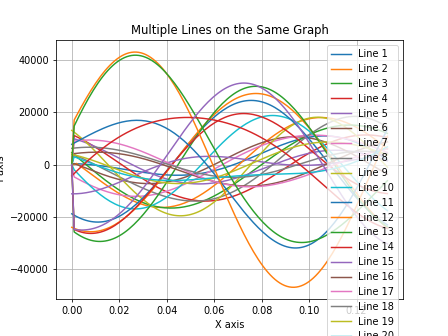 Multiple Lines on the Same Graph
40000
20000
0
−20000
−40000
0.00
0.02
0.04
0.06
0.08
0.10
X axis
axis
Line 1
Line 2
Line 3
Line 4
Line 5
Line 6
Line 7
Line 8
Line 9
Line 10
Line 11
Line 12
Line 13
Line 14
Line 15
Line 16
Line 17
Line 18
Line 19
Line 20